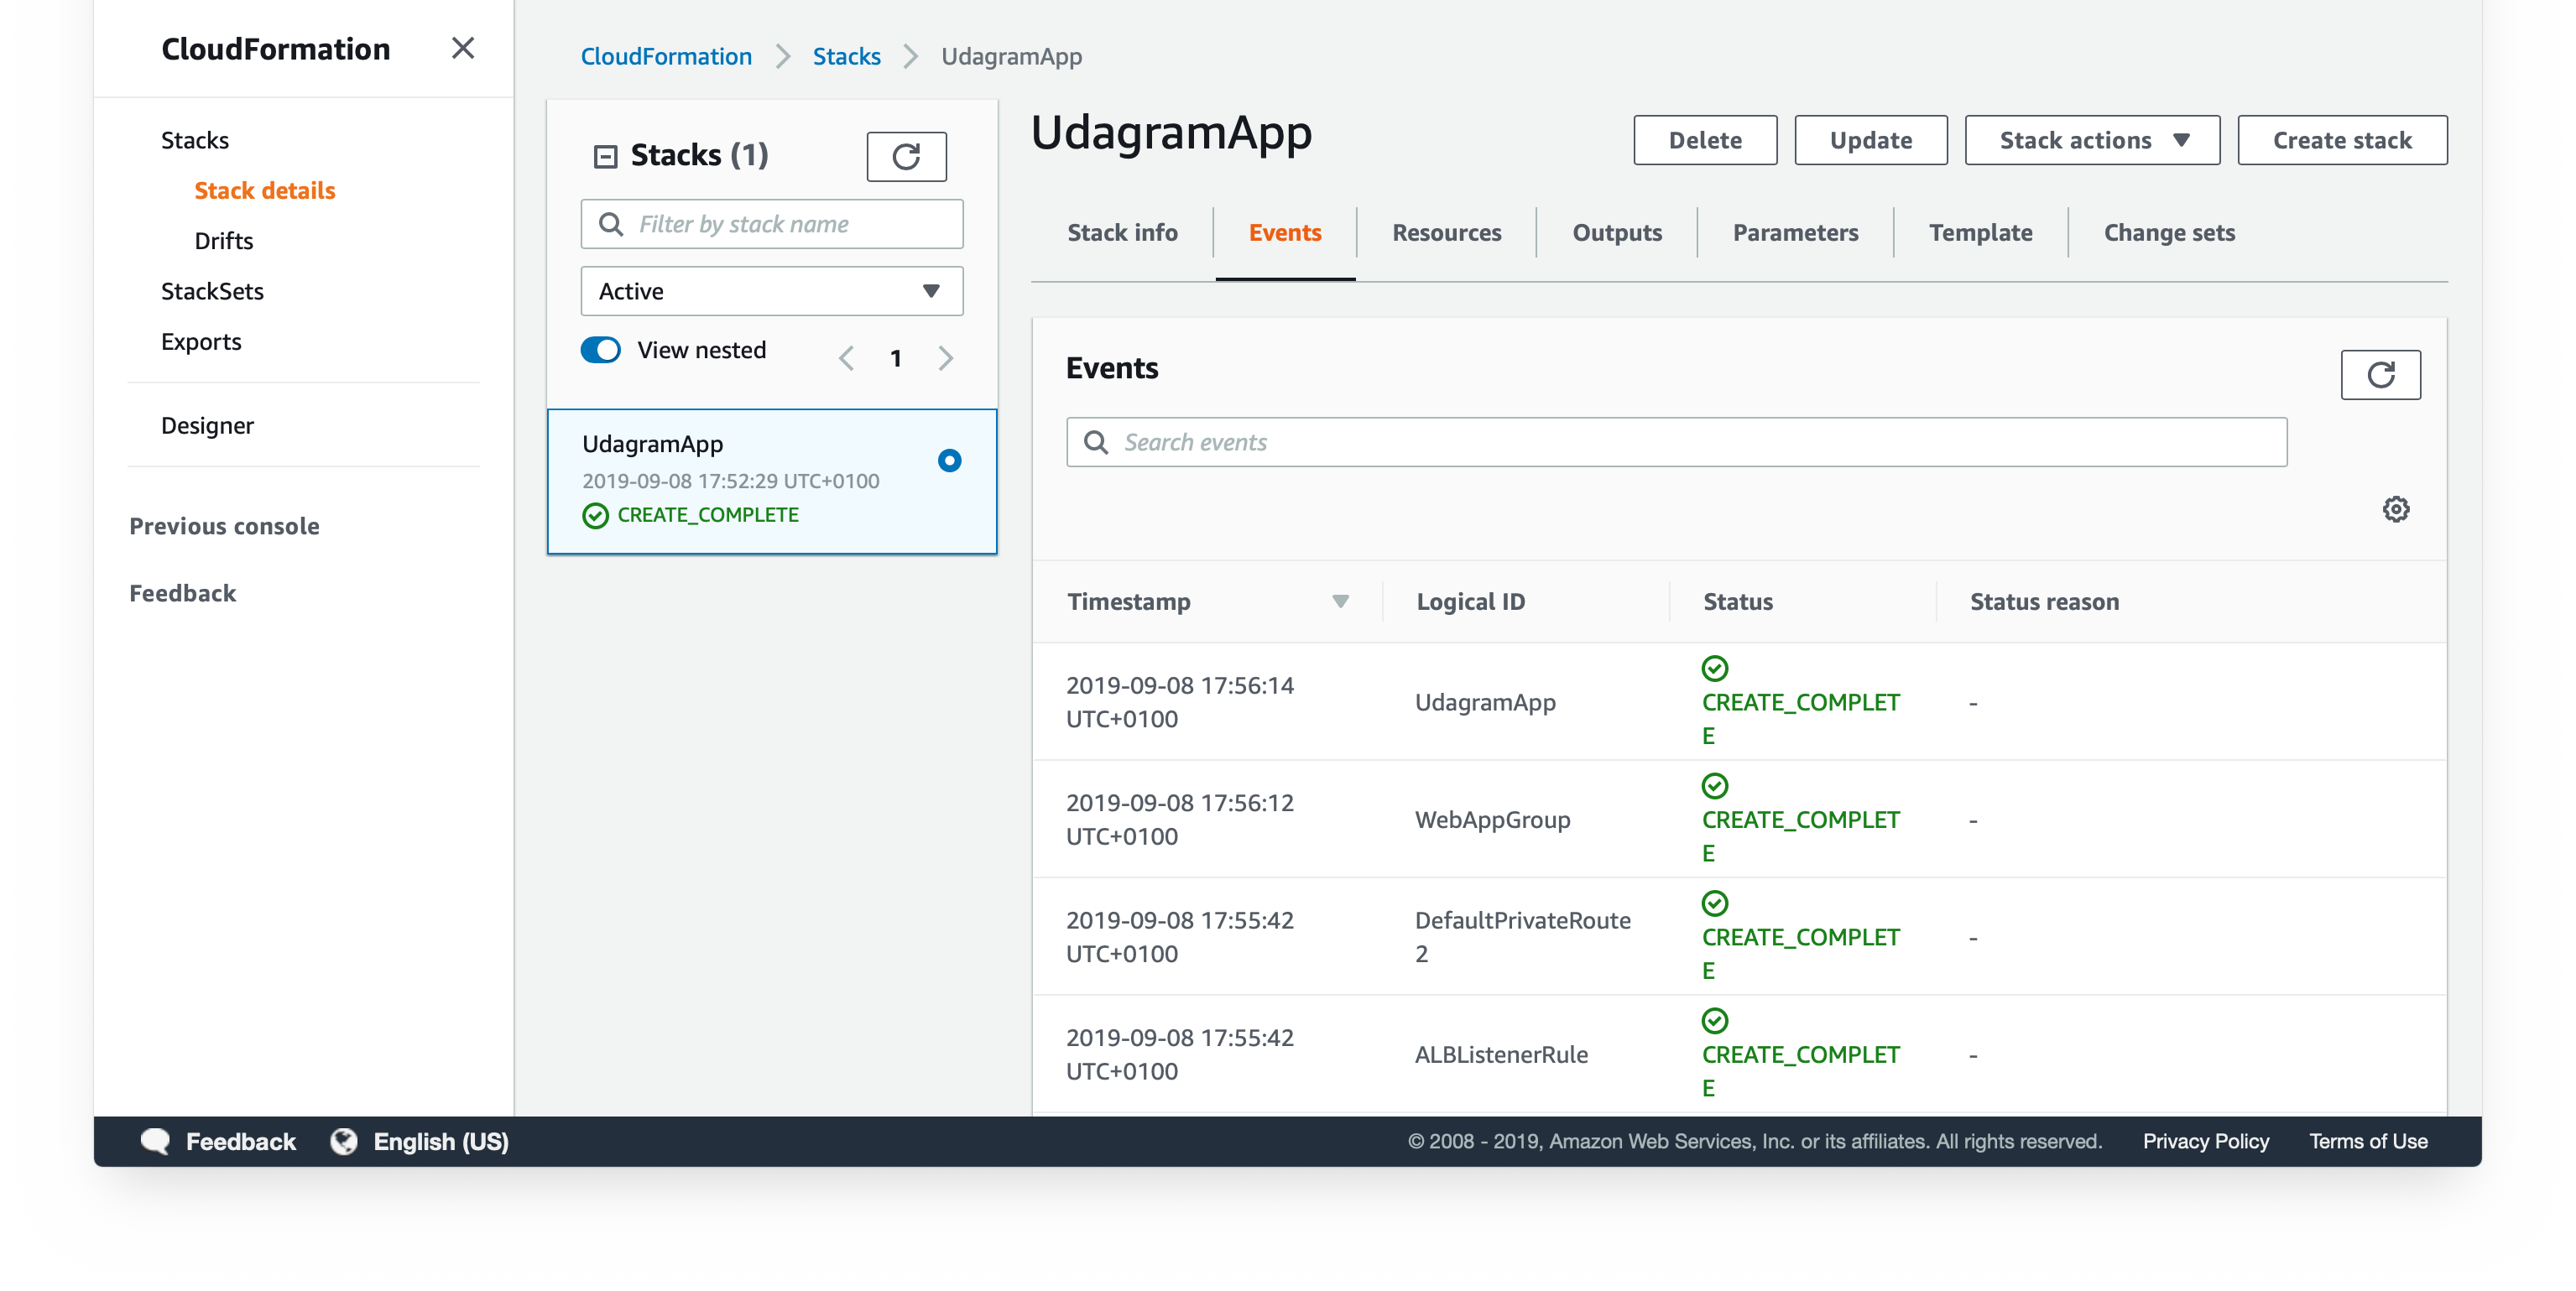 CloudFormation
Stacks
Stack details
Drifts
StackSets
Exports
Designer
Previous console
Feedback
CloudFormation
Stacks
UdagramApp
Stacks (1)
Filter by stack name
Active
View nested
1
UdagramApp
2019-09-08 17:52:29 UTC+0100
CREATE_COMPLETE
UdagramApp
Delete
Update
Stack actions
Create stack
Stack info
Events
Resources
Outputs
Parameters
Template
Change sets
Events
Search events
Timestamp
Logical ID
Status
Status reason
2019-09-08 17:56:14
UTC+0100
UdagramApp
CREATE_COMPLET
E
-
2019-09-08 17:56:12
UTC+0100
WebAppGroup
CREATE_COMPLET
E
-
2019-09-08 17:55:42
UTC+0100
DefaultPrivateRoute
2
CREATE_COMPLET
E
-
2019-09-08 17:55:42
UTC+0100
ALBListenerRule
CREATE_COMPLET
E
-
Feedback
English (US)
© 2008 - 2019, Amazon Web Services, Inc. or its affiliates. All rights reserved.
Privacy Policy
Terms of Use